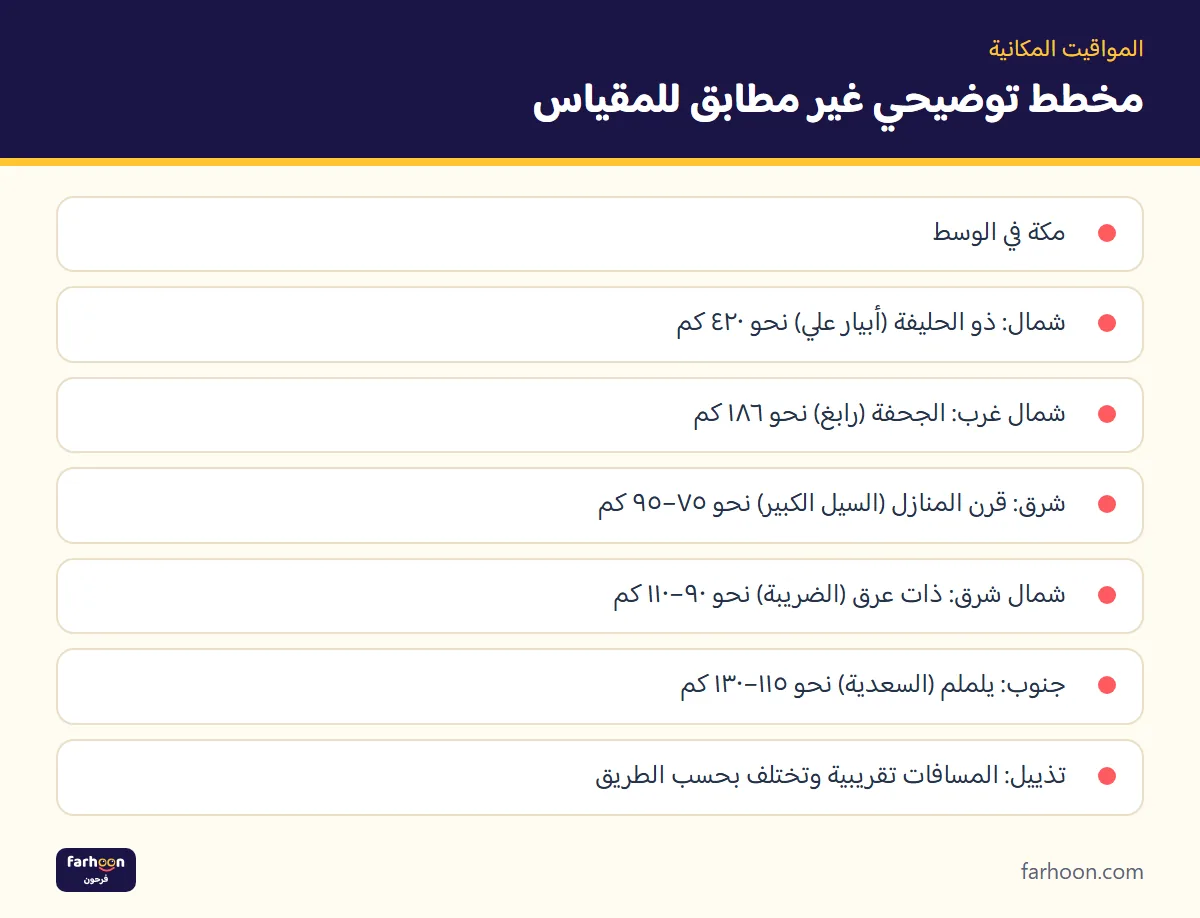 المواقيت المكانية
مخطط توضيحي غير مطابق للمقياس
مكة في الوسط
شمال: ذو الحليفة (أبيار علي) نحو ٤٢٠ كم
شمال غرب: الجحفة (رابغ) نحو ١٨٦ كم
شرق: قرن المنازل (السيل الكبير) نحو ٧٥–٩٥ كم
شمال شرق: ذات عرق (الضريبة) نحو ٩٠–١١٠ كم
جنوب: يلملم (السعدية) نحو ١١٥–١٣٠ كم
تذييل: المسافات تقريبية وتختلف بحسب الطريق
farhoon.com
farhoon
فرحون